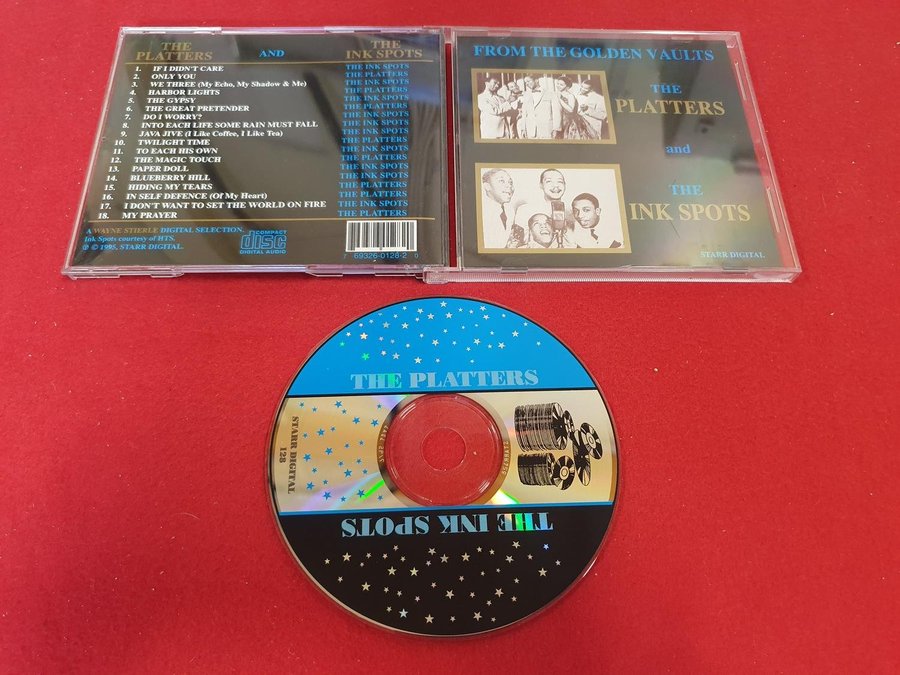 THE PLATTERS AND THE INK SPOTS
1. IF I DIDN'T CARE THE INK SPOTS
2. ONLY YOU THE PLATTERS
3. WE THREE (My Echo, My Shadow & Me) THE INK SPOTS
4. HARBOR LIGHTS THE PLATTERS
5. THE GYPSY THE INK SPOTS
6. THE GREAT PRETENDER THE PLATTERS
7. DO I WORRY? THE INK SPOTS
8. INTO EACH LIFE SOME RAIN MUST FALL THE INK SPOTS
9. JAVA JIVE (I Like Coffee, I Like Tea) THE INK SPOTS
10. TWILIGHT TIME THE PLATTERS
11. TO EACH HIS OWN THE INK SPOTS
12. THE MAGIC TOUCH THE PLATTERS
13. PAPER DOLL THE INK SPOTS
14. BLUEBERRY HILL THE INK SPOTS
15. HIDING MY TEARS THE PLATTERS
16. IN SELF DEFENCE (Of My Heart) THE PLATTERS
17. I DON'T WANT TO SET THE WORLD ON FIRE THE INK SPOTS
18. MY PRAYER THE PLATTERS
A WAYNE STIERLE DIGITAL SELECTION.
Ink Spots courtesy of HTS.
℗ © 1995, STARR DIGITAL.
COMPACT
disc
DIGITAL AUDIO
7 69326-0128-2 0
FROM THE GOLDEN VAULTS
THE
PLATTERS
and
THE
INK SPOTS
STARR DIGITAL
THE PLATTERS
STARR DIGITAL
128
THE INK SPOTS